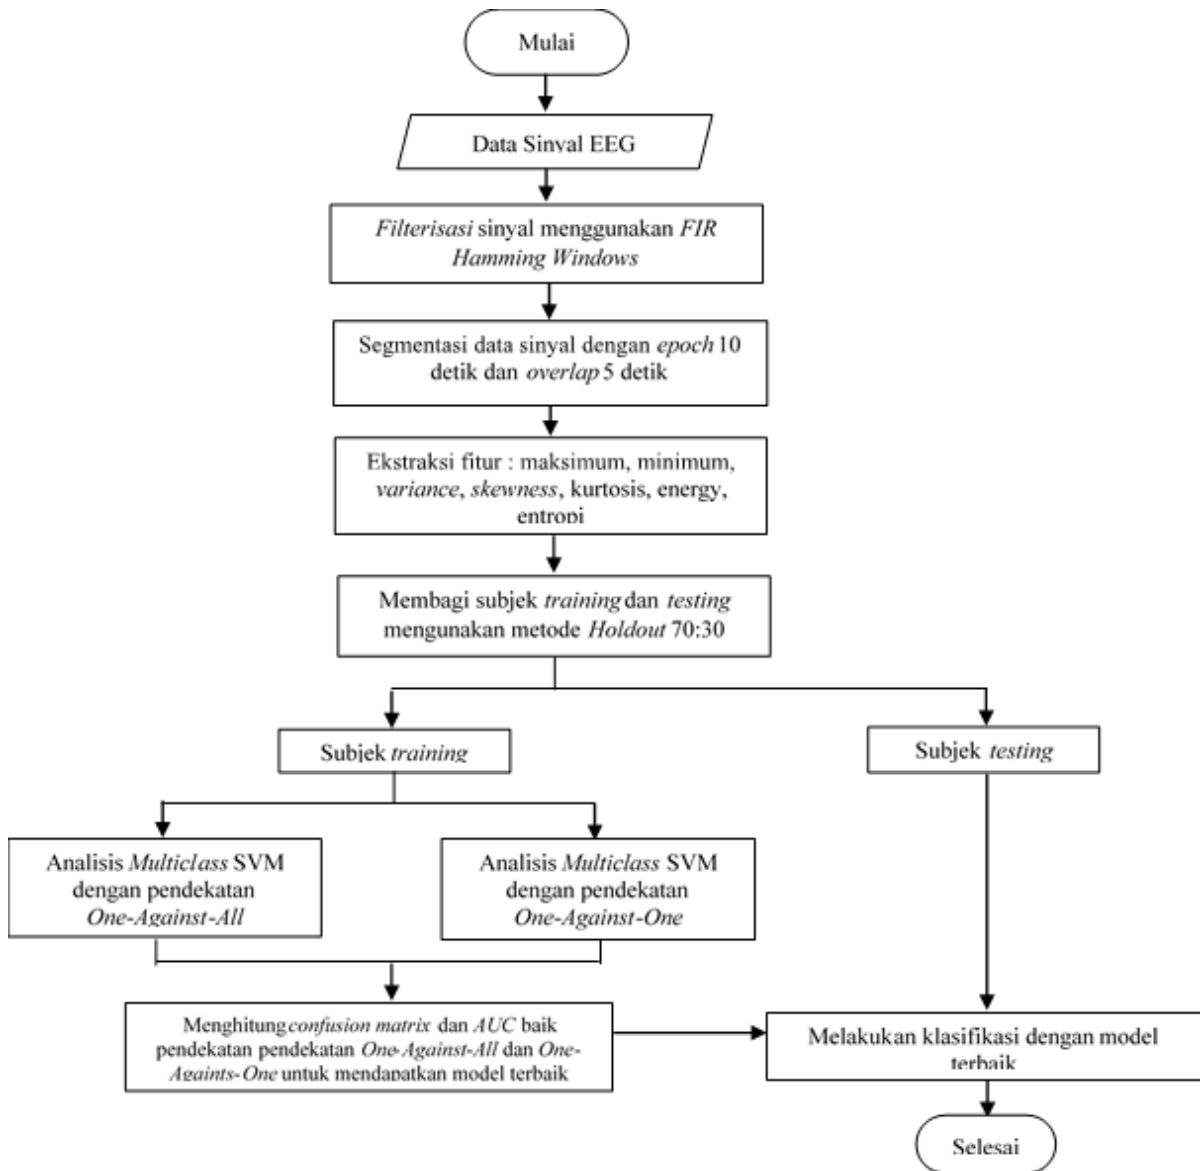 Mulai
Data Sinyal EEG
Filterisasi sinyal menggunakan FIR
Hamming Windows
Segmentasi data sinyal dengan epoch 10
detik dan overlap 5 detik
Ekstraksi fitur : maksimum, minimum,
variance, skewness, kurtosis, energy,
entropi
Membagi subjek training dan testing
mengunakan metode Holdout 70:30
Subjek training
Subjek testing
Analisis Multiclass SVM
dengan pendekatan
One-Against-All
Analisis Multiclass SVM
dengan pendekatan
One-Against-One
Menghitung confusion matrix dan AUC baik
pendekatan pendekatan One-Against-All dan One-
Againts-One untuk mendapatkan model terbaik
Melakukan klasifikasi dengan model
terbaik
Selesai